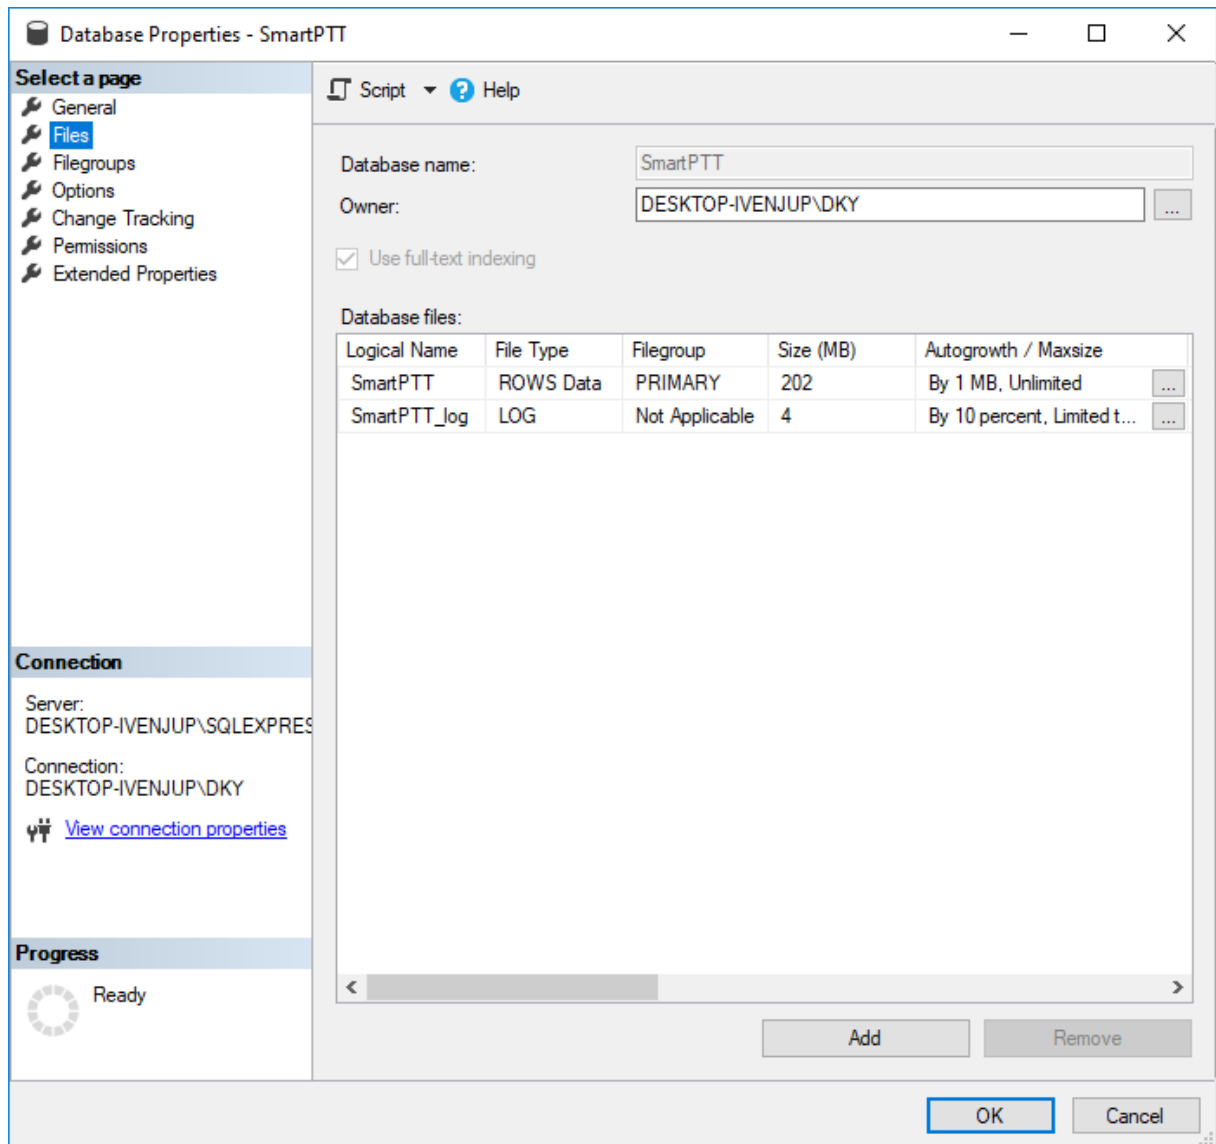 Database Properties - SmartPTT
Select a page
General
Files
Filegroups
Options
Change Tracking
Permissions
Extended Properties
Script
Help
Database name:
SmartPTT
Owner:
DESKTOP-IVENJUP\DKY
...
Use full-text indexing
Database files:
Logical Name File Type Filegroup Size (MB) Autogrowth / Maxsize
SmartPTT ROWS Data PRIMARY 202 By 1 MB, Unlimited ...
SmartPTT_log LOG Not Applicable 4 By 10 percent, Limited t... ...
Connection
Server:
DESKTOP-IVENJUP\SQLEXPRES
Connection:
DESKTOP-IVENJUP\DKY
View connection properties
Progress
Ready
Add Remove
OK Cancel